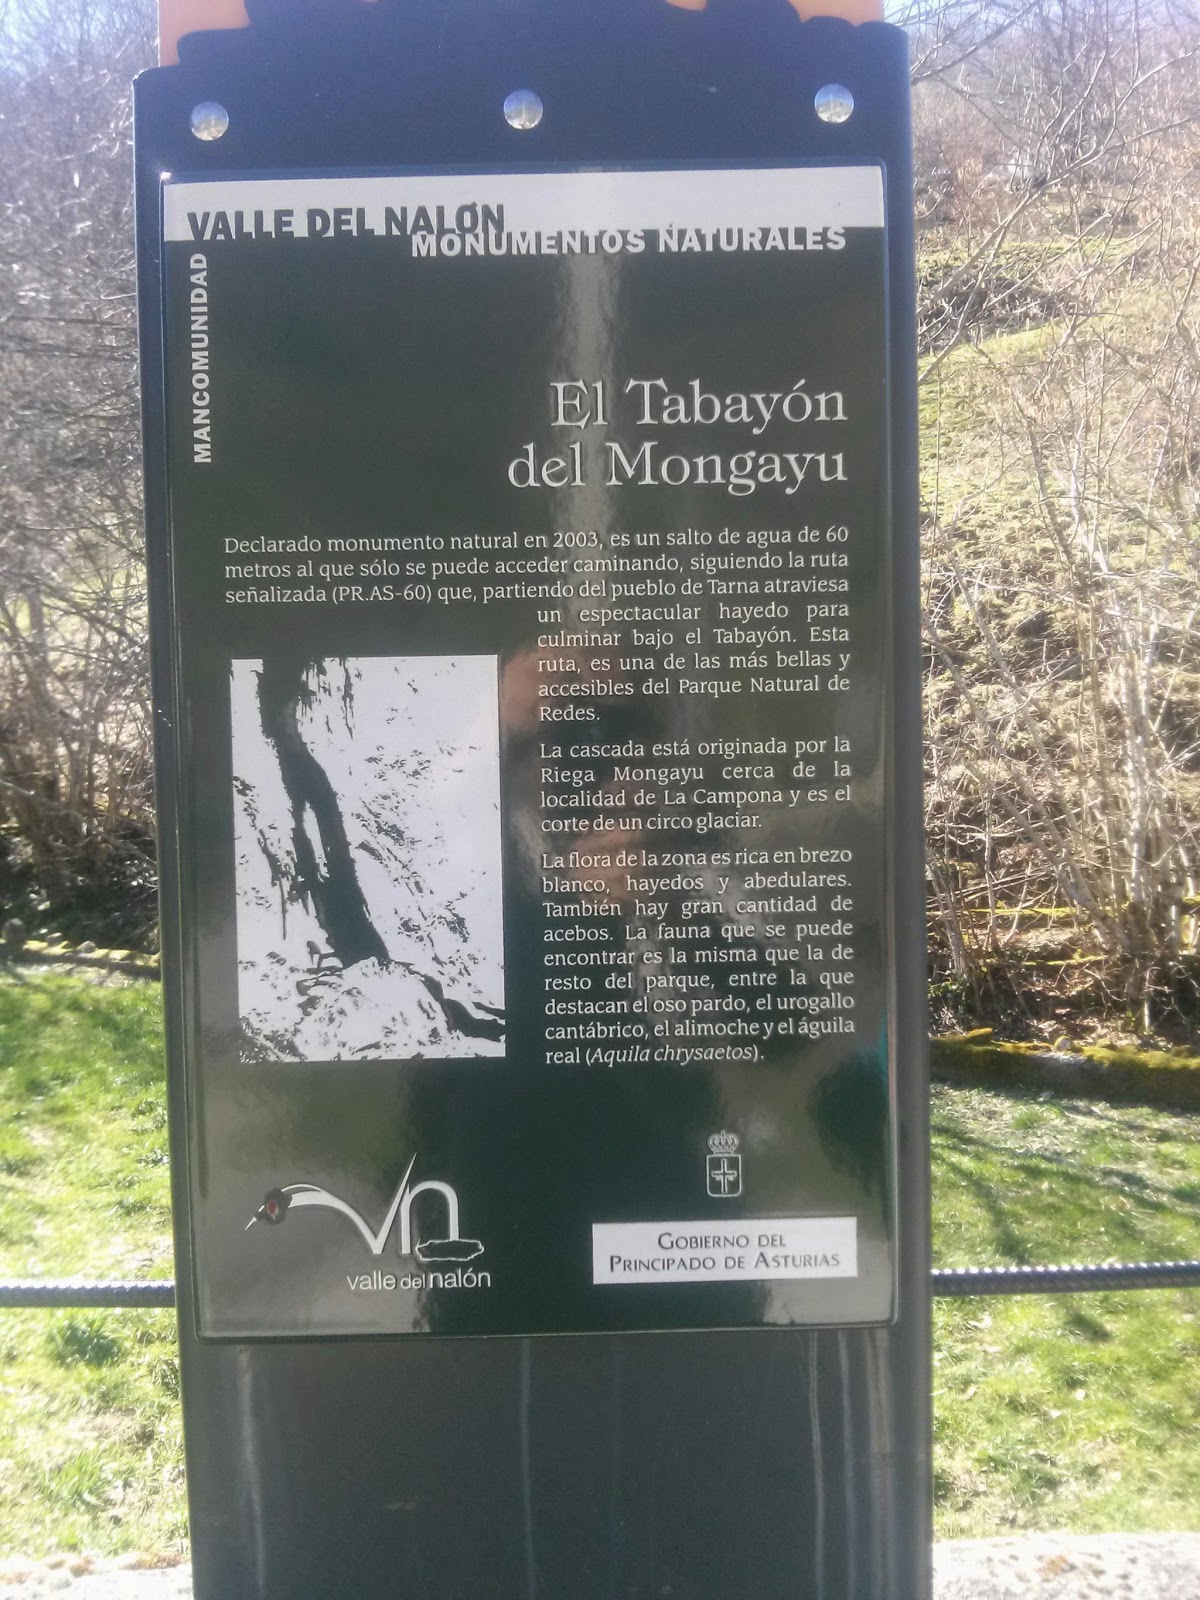 VALLE DEL NALÓN
MONUMENTOS NATURALES
MANCOMUNIDAD
El Tabayón
del Mongayu
Declarado monumento natural en 2003, es un salto de agua de 60
metros al que sólo se puede acceder caminando, siguiendo la ruta
señalizada (PR.AS-60) que, partiendo del pueblo de Tarna atraviesa
un espectacular hayedo para
culminar bajo el Tabayón. Esta
ruta, es una de las más bellas y
accesibles del Parque Natural de
Redes.
La cascada está originada por la
Riega Mongayu cerca de la
localidad de La Campona y es el
corte de un circo glaciar.
La flora de la zona es rica en brezo
blanco, hayedos y abedulares.
También hay gran cantidad de
acebos. La fauna que se puede
encontrar es la misma que la de
resto del parque, entre la que
destacan el oso pardo, el urogallo
cantábrico, el alimoche y el águila
real (Aquila chrysaetos).
vn
valle del nalón
GOBIERNO DEL
PRINCIPADO DE ASTURIAS